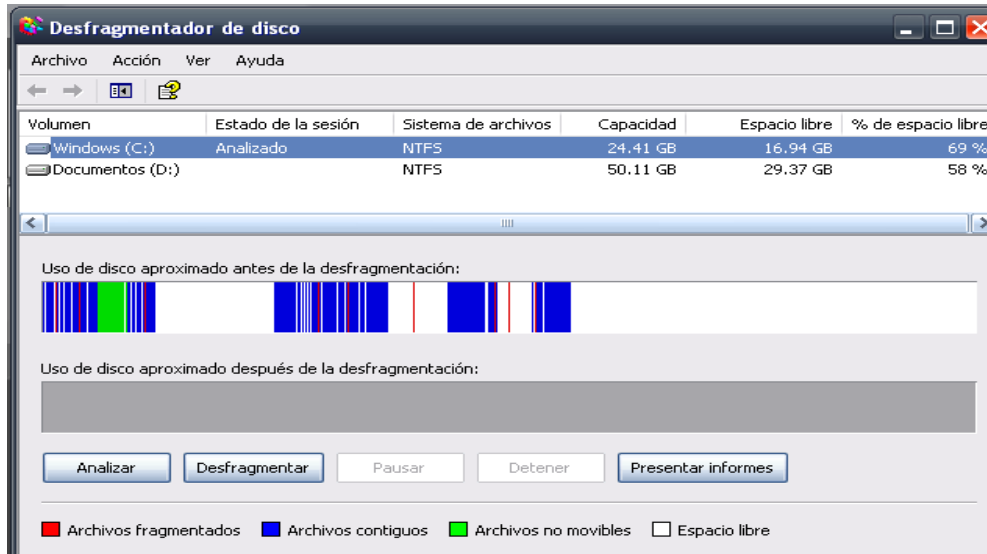 Desfragmentador de disco
Archivo Acción Ver Ayuda
Volumen Estado de la sesión Sistema de archivos Capacidad Espacio libre % de espacio libre
Windows (C:) Analizado NTFS 24.41 GB 16.94 GB 69 %
Documentos (D:) NTFS 50.11 GB 29.37 GB 58 %
Uso de disco aproximado antes de la desfragmentación:
Uso de disco aproximado después de la desfragmentación:
Analizar Desfragmentar Pausar Detener Presentar informes
Archivos fragmentados Archivos contiguos Archivos no movibles Espacio libre